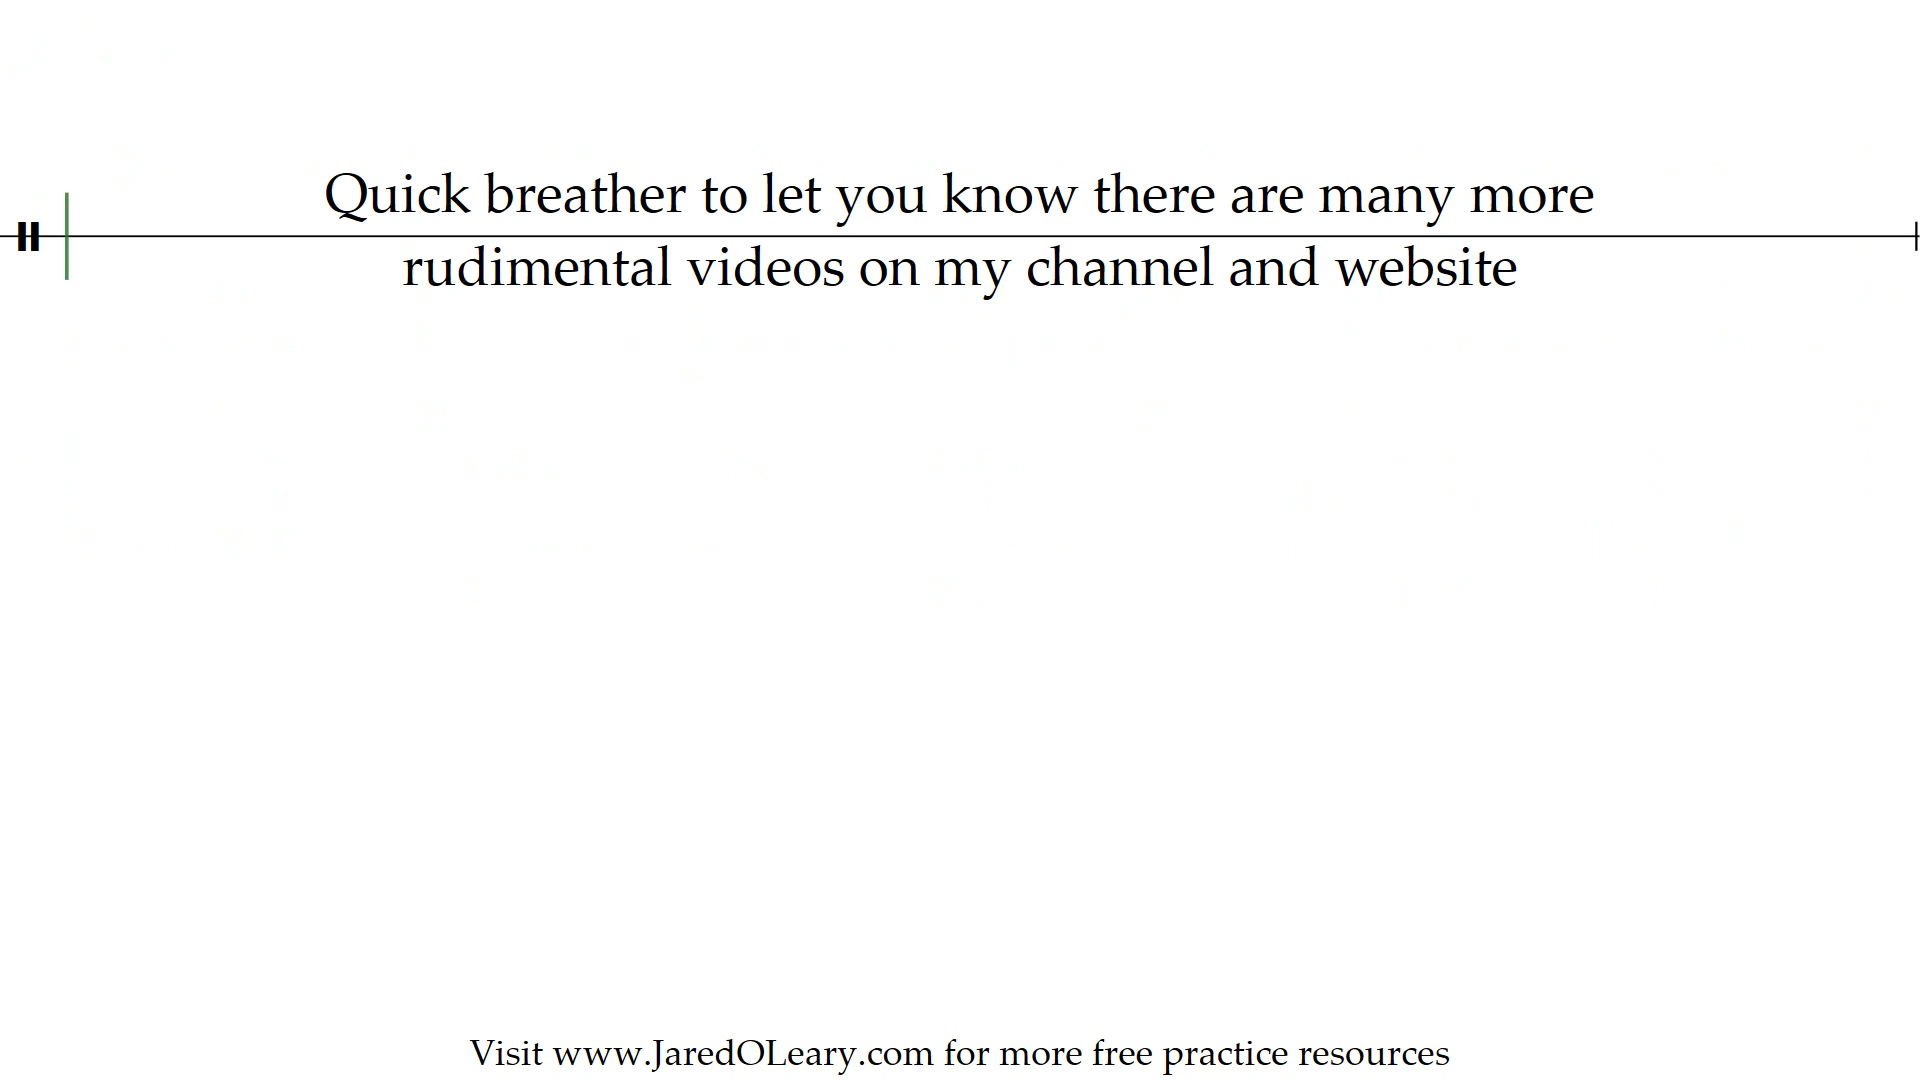 Quick breather to let you know there are many more
rudimental videos on my channel and website
Visit www.JaredOLeary.com for more free practice resources